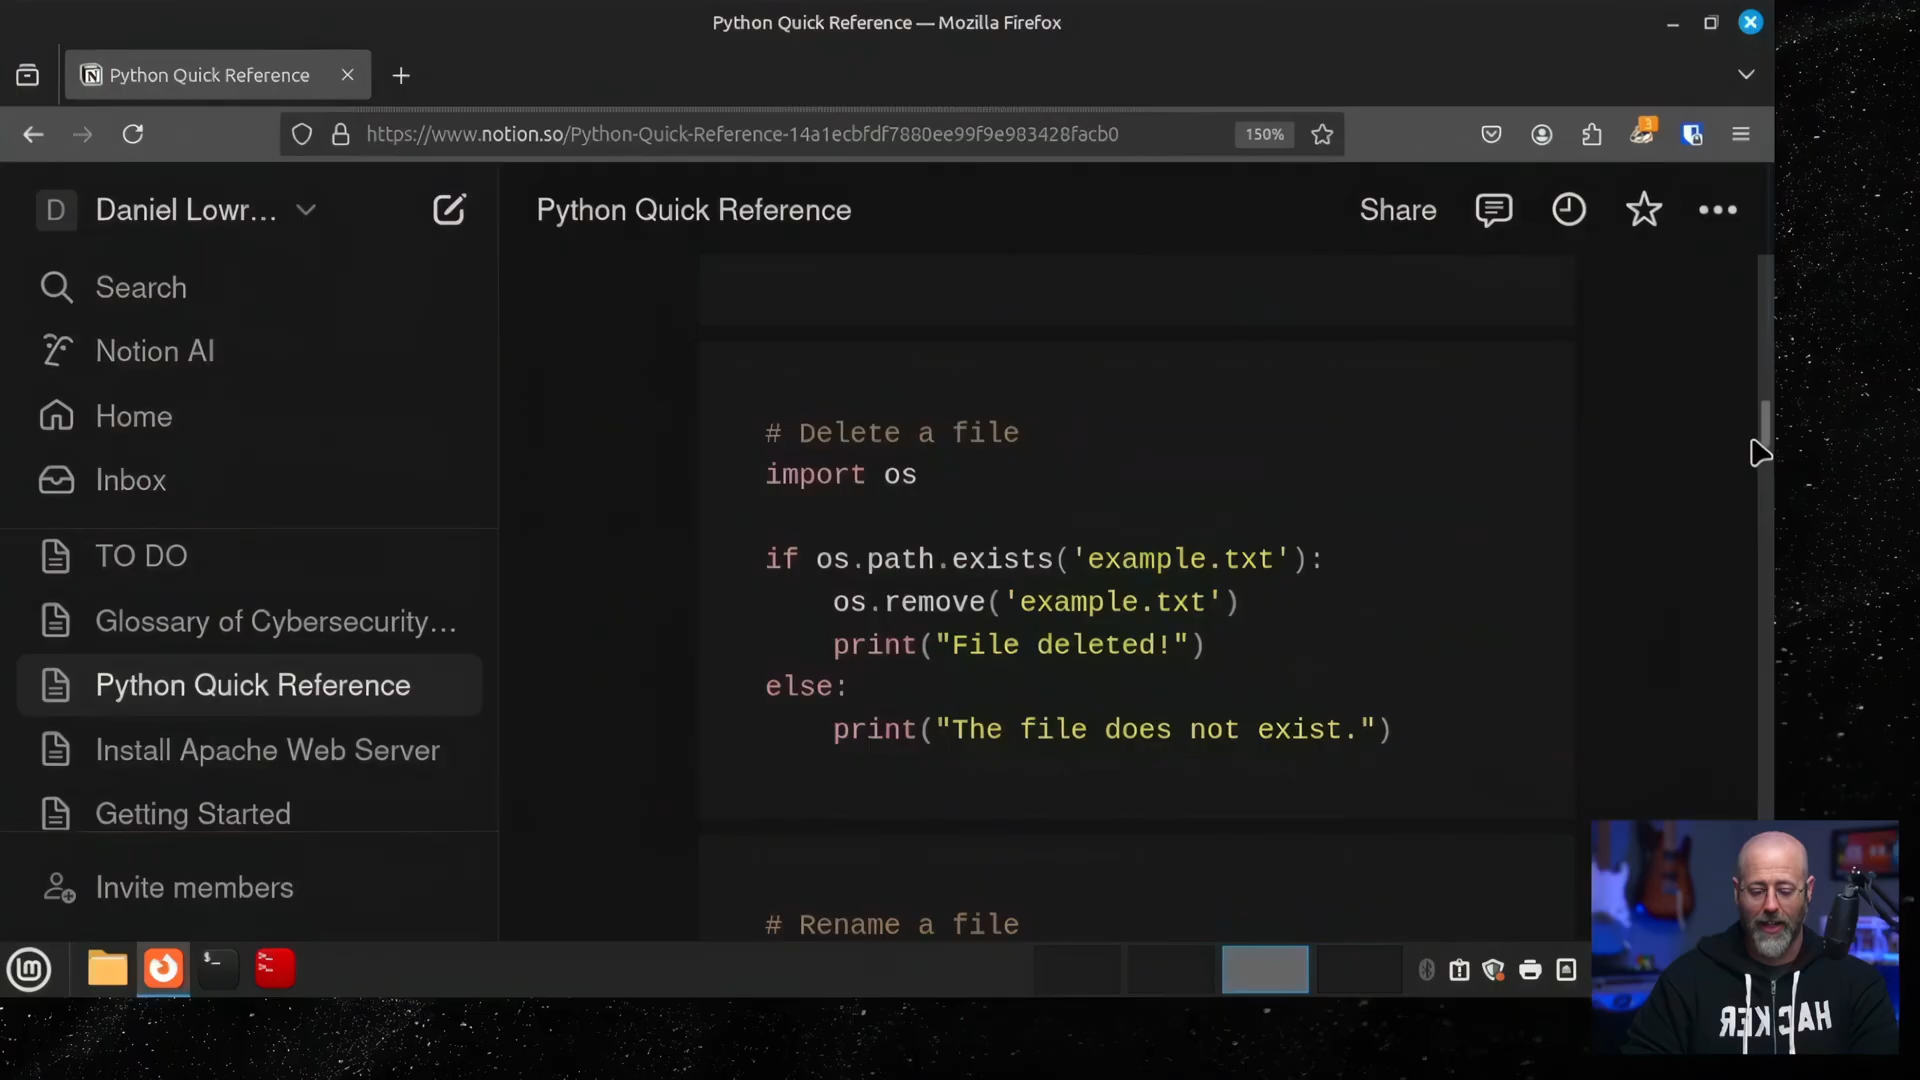 Python Quick Reference — Mozilla Firefox
Python Quick Reference
https://www.notion.so/Python-Quick-Reference-14a1ecbfdf7880ee99f9e983428facb0
150%
3
D Daniel Lowr...
Python Quick Reference
Share
Search
Notion AI
Home
Inbox
TO DO
Glossary of Cybersecurity...
Python Quick Reference
Install Apache Web Server
Getting Started
Invite members
# Delete a file
import os
if os.path.exists('example.txt'):
    os.remove('example.txt')
    print("File deleted!")
else:
    print("The file does not exist.")
# Rename a file
HACKER